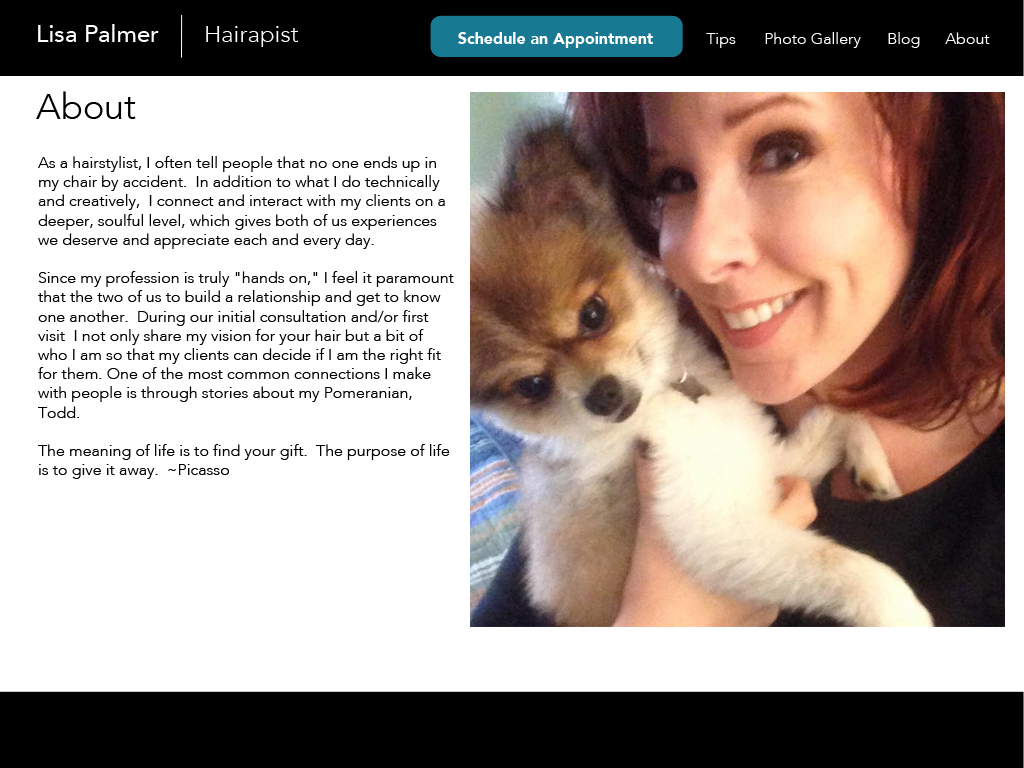 Lisa Palmer | Hairapist Schedule an Appointment Tips Photo Gallery Blog About
About
As a hairstylist, I often tell people that no one ends up in
my chair by accident.  In addition to what I do technically
and creatively,  I connect and interact with my clients on a
deeper, soulful level, which gives both of us experiences
we deserve and appreciate each and every day.
Since my profession is truly "hands on," I feel it paramount
that the two of us to build a relationship and get to know
one another.  During our initial consultation and/or first
visit  I not only share my vision for your hair but a bit of
who I am so that my clients can decide if I am the right fit
for them. One of the most common connections I make
with people is through stories about my Pomeranian,
Todd.
The meaning of life is to find your gift.  The purpose of life
is to give it away.  ~Picasso